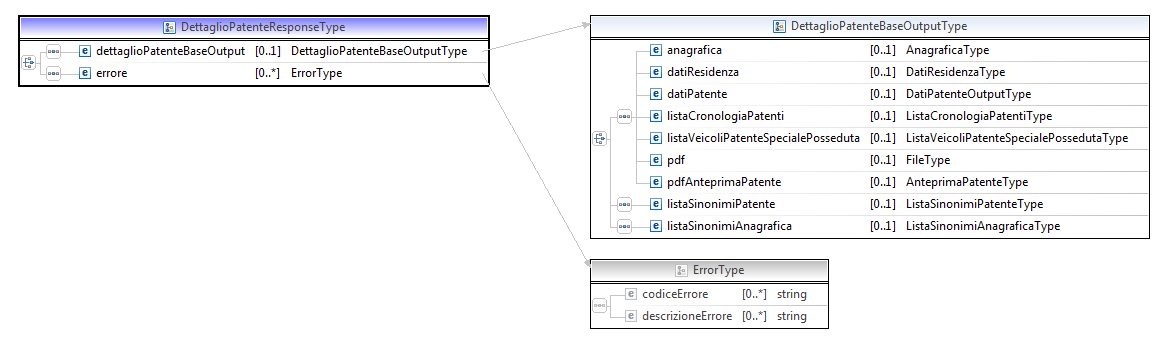 DettaglioPatenteResponseType
dettaglioPatenteBaseOutput [0..1] DettaglioPatenteBaseOutputType
errore [0..*] ErrorType
DettaglioPatenteBaseOutputType
anagrafica [0..1] AnagraficaType
datiResidenza [0..1] DatiResidenzaType
datiPatente [0..1] DatiPatenteOutputType
listaCronologiaPatenti [0..1] ListaCronologiaPatentiType
listaVeicoliPatenteSpecialePosseduta [0..1] ListaVeicoliPatenteSpecialePossedutaType
pdf [0..1] FileType
pdfAnteprimaPatente [0..1] AnteprimaPatenteType
listaSinonimiPatente [0..1] ListaSinonimiPatenteType
listaSinonimiAnagrafica [0..1] ListaSinonimiAnagraficaType
ErrorType
codiceErrore [0..*] string
descrizioneErrore [0..*] string